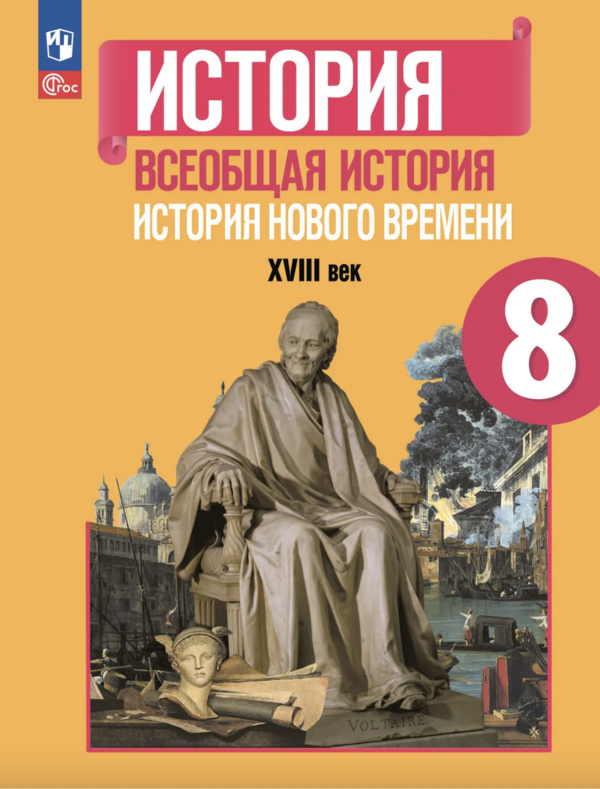 ФГОС
ИСТОРИЯ
ВСЕОБЩАЯ ИСТОРИЯ
ИСТОРИЯ НОВОГО ВРЕМЕНИ
XVIII век
8
VOLTAIRE